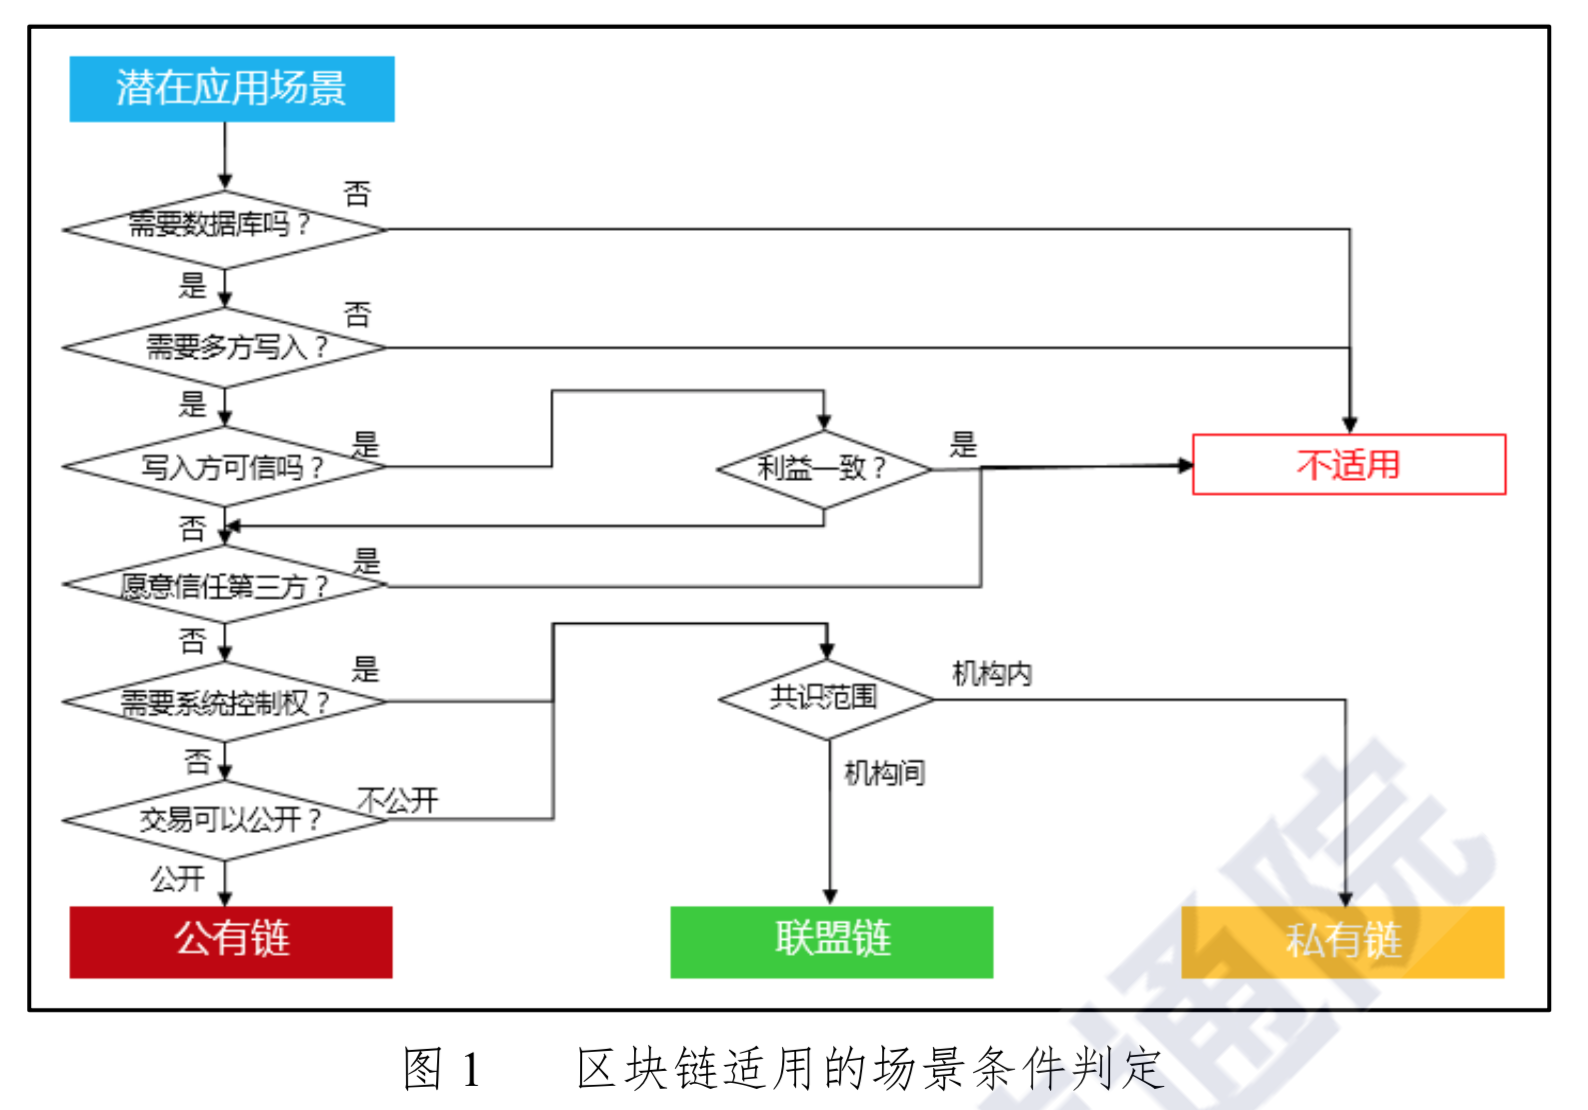 潜在应用场景
否
需要数据库吗？
是
否
需要多方写入？
是
是
写入方可信吗？
利益一致？
是
不适用
否
是
愿意信任第三方？
否
是
需要系统控制权？
共识范围
机构内
否
机构间
不公开
交易可以公开？
公开
公有链
联盟链
私有链
通院
图 1 区块链适用的场景条件判定